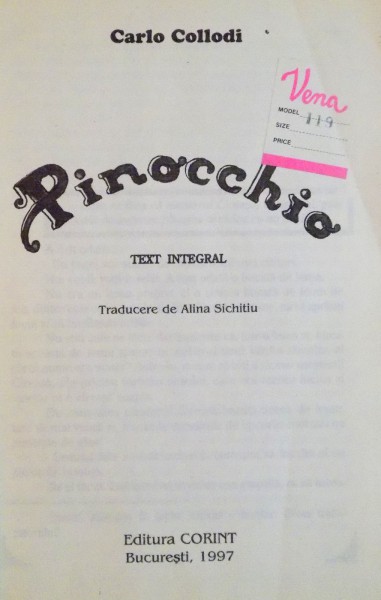 Carlo Collodi
Vena
MODEL 119
SIZE
PRICE
Pinocchio
TEXT INTEGRAL
Traducere de Alina Sichitiu
Editura CORINT
București, 1997